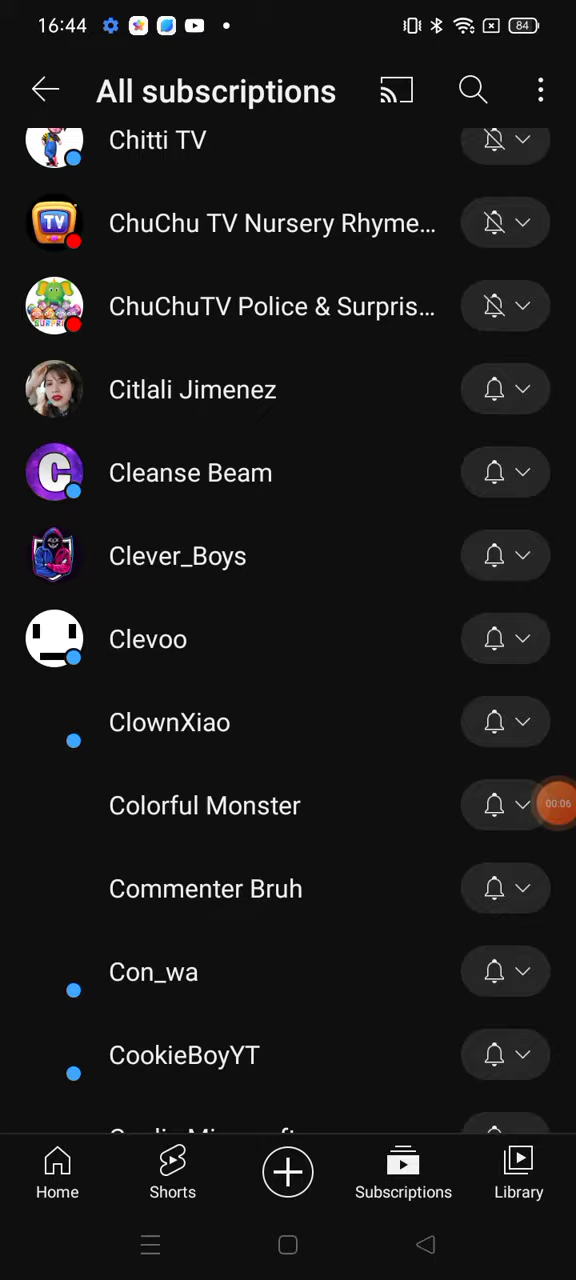 16:44
84
All subscriptions
Chitti TV
ChuChu TV Nursery Rhyme...
TV
ChuChuTV Police & Surpris...
Citlali Jimenez
C
Cleanse Beam
Clever_Boys
Clevoo
ClownXiao
Colorful Monster
00:06
Commenter Bruh
Con_wa
CookieBoyYT
Home
Shorts
Subscriptions
Library